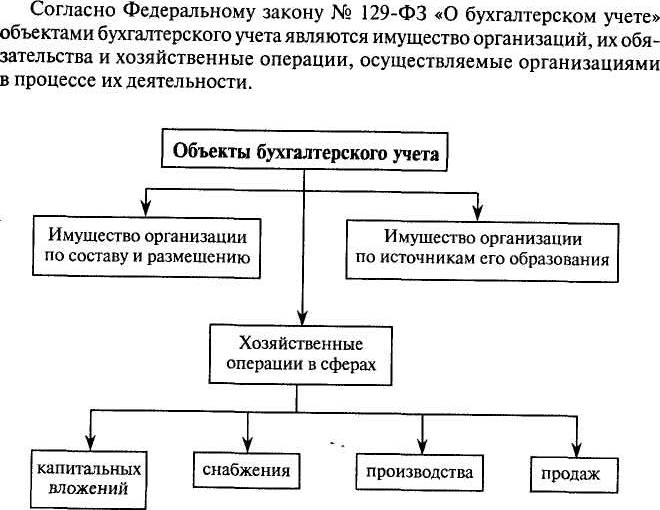 Согласно Федеральному закону № 129-ФЗ «О бухгалтерском учете»
объектами бухгалтерского учета являются имущество организаций, их обя-
зательства и хозяйственные операции, осуществляемые организациями
в процессе их деятельности.
Объекты бухгалтерского учета
Имущество организации
по составу и размещению
Имущество организации
по источникам его образования
Хозяйственные
операции в сферах
капитальных
вложений
снабжения
производства
продаж